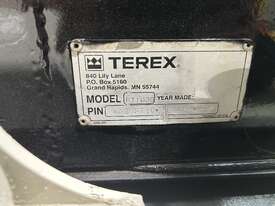 TEREX
840 Lily Lane
P.O. Box 5160
Grand Rapids, MN 55744
MODEL YEAR MADE
PIN